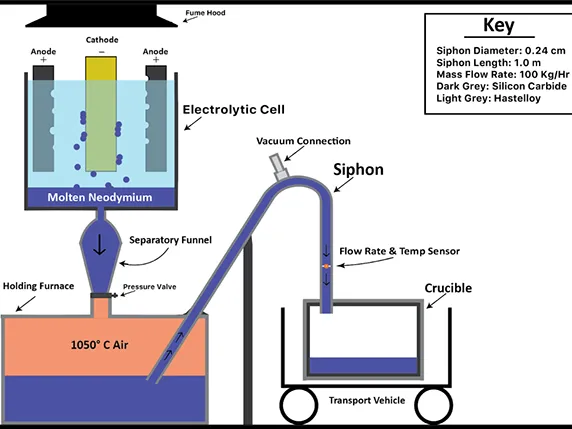 Fume Hood
Key
Siphon Diameter: 0.24 cm
Siphon Length: 1.0 m
Mass Flow Rate: 100 Kg/Hr
Dark Grey: Silicon Carbide
Light Grey: Hastelloy
Cathode
−
Anode
+
Anode
+
Electrolytic Cell
Vacuum Connection
Siphon
Molten Neodymium
Separatory Funnel
Flow Rate & Temp Sensor
Holding Furnace
Pressure Valve
Crucible
1050° C Air
Transport Vehicle